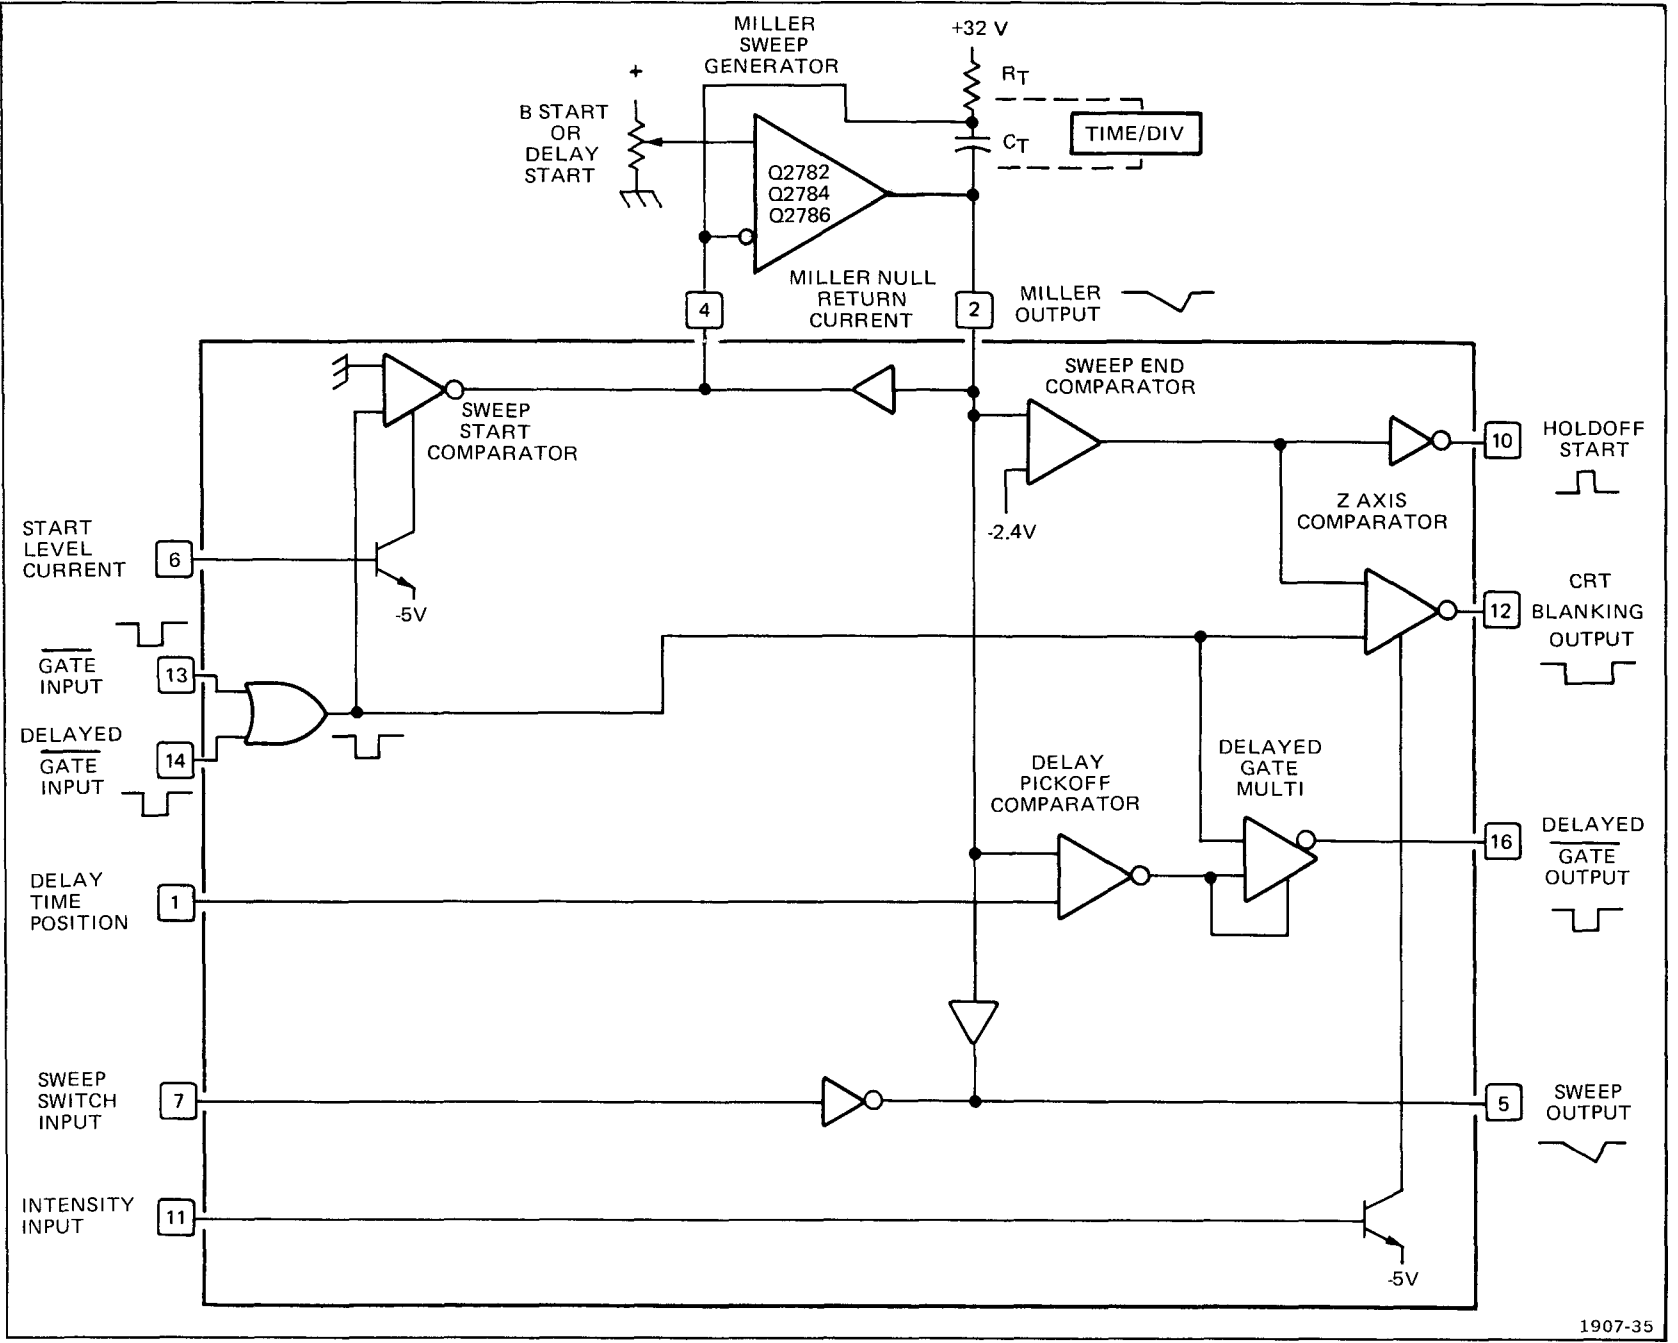 MILLER
SWEEP
GENERATOR
+32 V
+
RT
B START
OR
DELAY
START
CT
TIME/DIV
Q2782
Q2784
Q2786
MILLER NULL
RETURN
CURRENT
4
2
MILLER
OUTPUT
SWEEP END
COMPARATOR
SWEEP
START
COMPARATOR
-2.4V
10
HOLDOFF
START
Z AXIS
COMPARATOR
START
LEVEL
CURRENT
6
-5V
12
CRT
BLANKING
OUTPUT
GATE
INPUT
13
DELAYED
GATE
INPUT
14
DELAY
PICKOFF
COMPARATOR
DELAYED
GATE
MULTI
16
DELAYED
GATE
OUTPUT
DELAY
TIME
POSITION
1
SWEEP
SWITCH
INPUT
7
5
SWEEP
OUTPUT
INTENSITY
INPUT
11
-5V
1907-35